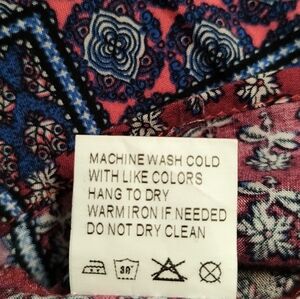 MACHINE WASH COLD
WITH LIKE COLORS
HANG TO DRY
WARM IRON IF NEEDED
DO NOT DRY CLEAN
30°